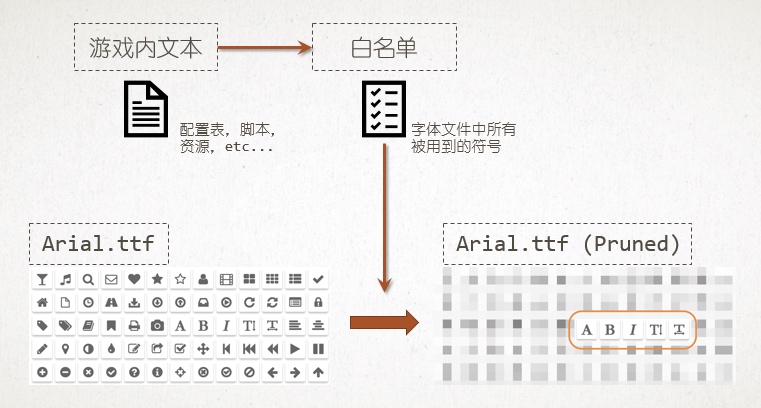 游戏内文本
白名单
配置表，脚本，
资源，etc...
字体文件中所有
被用到的符号
Arial.ttf
Arial.ttf (Pruned)
A B I T! T
A B I T! T